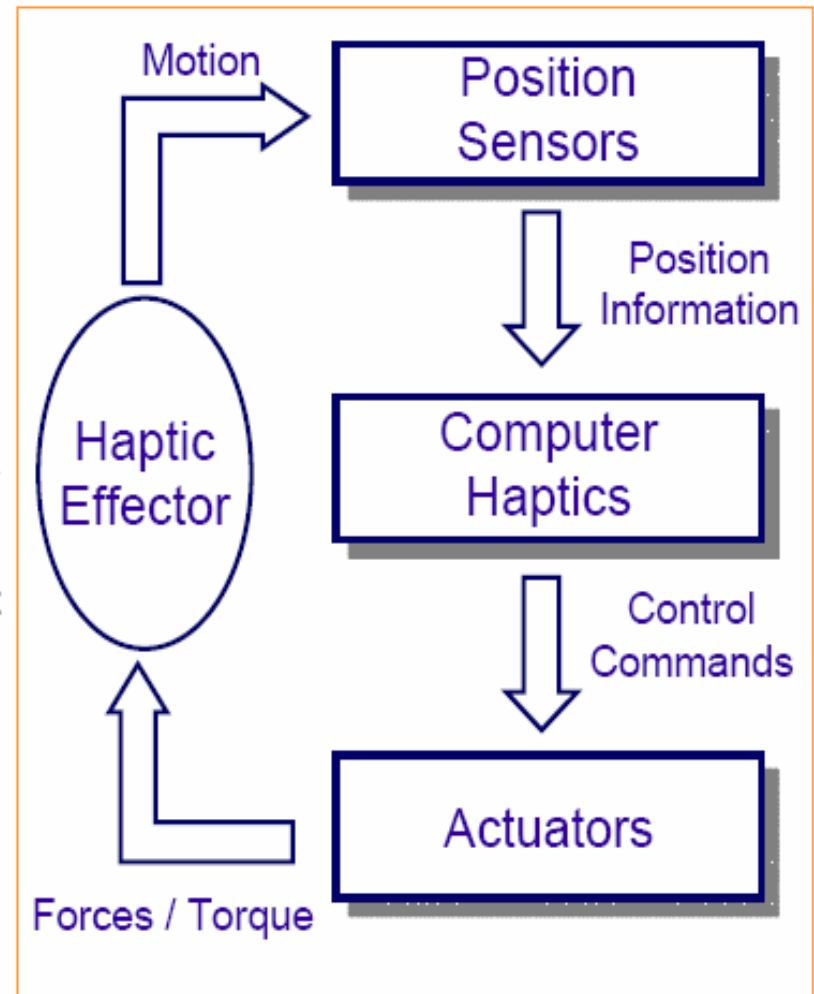 Motion
Position
Sensors
Position
Information
Haptic
Effector
Computer
Haptics
Control
Commands
Actuators
Forces / Torque